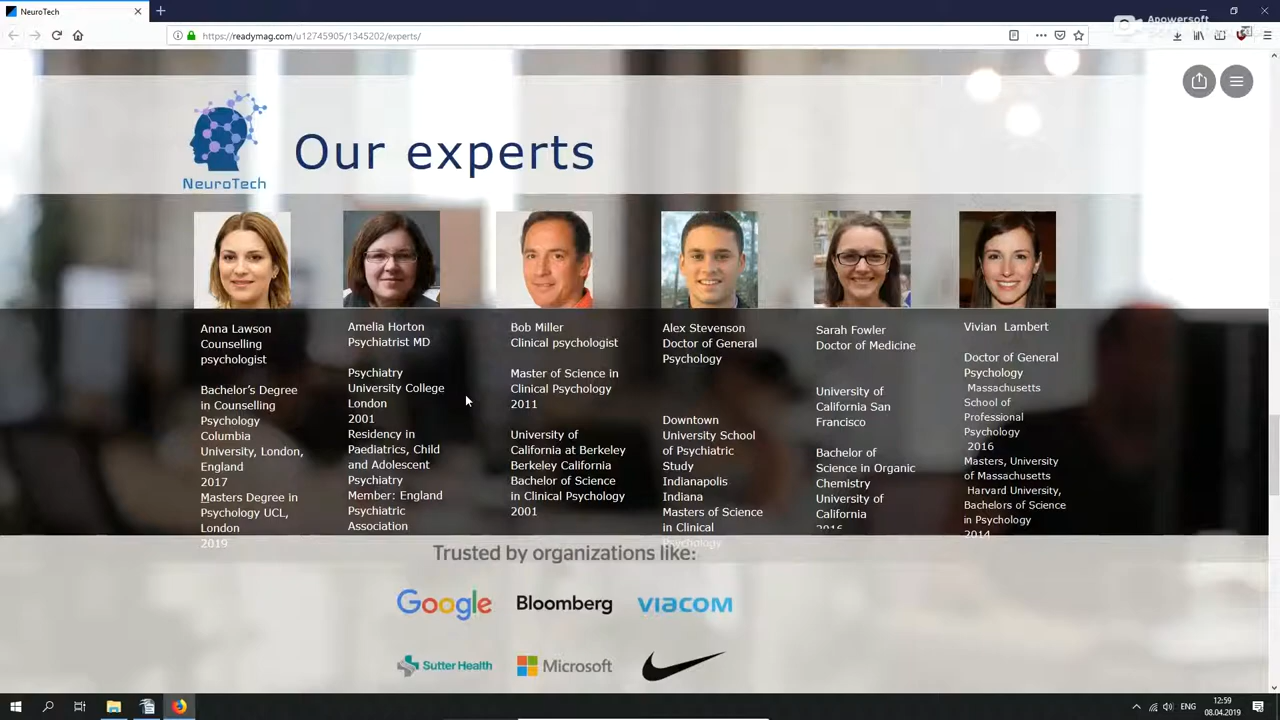 NeuroTech
Apowersoft
https://readymag.com/u12745905/1345202/experts/
NeuroTech
Our experts
Anna Lawson
Counselling
psychologist
Bachelor’s Degree
in Counselling
Psychology
Columbia
University, London,
England
2017
Masters Degree in
Psychology UCL,
London
2019
Amelia Horton
Psychiatrist MD
Psychiatry
University College
London
2001
Residency in
Paediatrics, Child
and Adolescent
Psychiatry
Member: England
Psychiatric
Association
Bob Miller
Clinical psychologist
Master of Science in
Clinical Psychology
2011
University of
California at Berkeley
Berkeley California
Bachelor of Science
in Clinical Psychology
2001
Alex Stevenson
Doctor of General
Psychology
Downtown
University School
of Psychiatric
Study
Indianapolis
Indiana
Masters of Science
in Clinical
Psychology
Sarah Fowler
Doctor of Medicine
University of
California San
Francisco
Bachelor of
Science in Organic
Chemistry
University of
California
2016
Vivian Lambert
Doctor of General
Psychology
Massachusetts
School of
Professional
Psychology
2016
Masters, University
of Massachusetts
Harvard University,
Bachelors of Science
in Psychology
2014
Trusted by organizations like:
Google Bloomberg VIACOM
Sutter Health Microsoft
ENG
12:59
08.04.2019